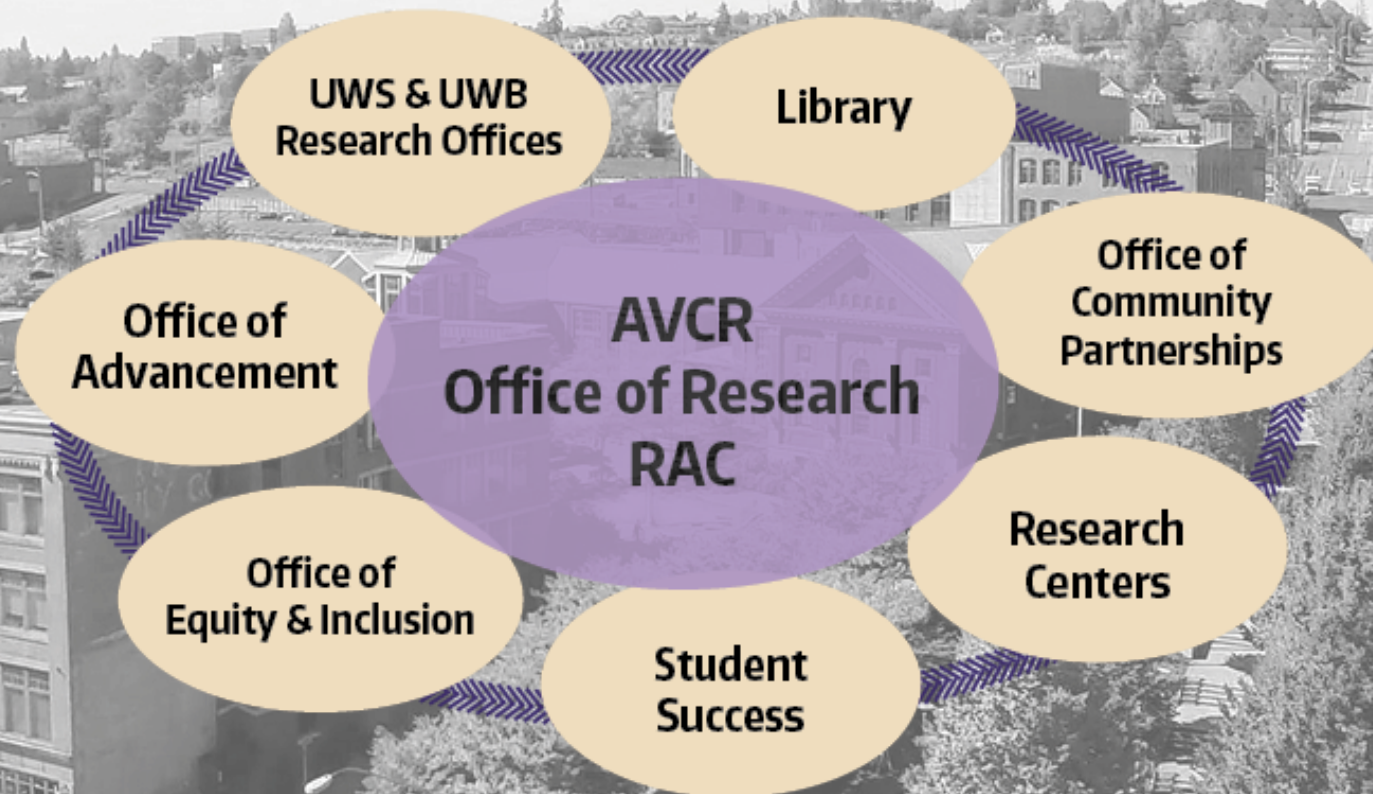 UWS & UWB
Research Offices
Library
Office of
Community
Partnerships
Office of
Advancement
AVCR
Office of Research
RAC
Research
Centers
Office of
Equity & Inclusion
Student
Success